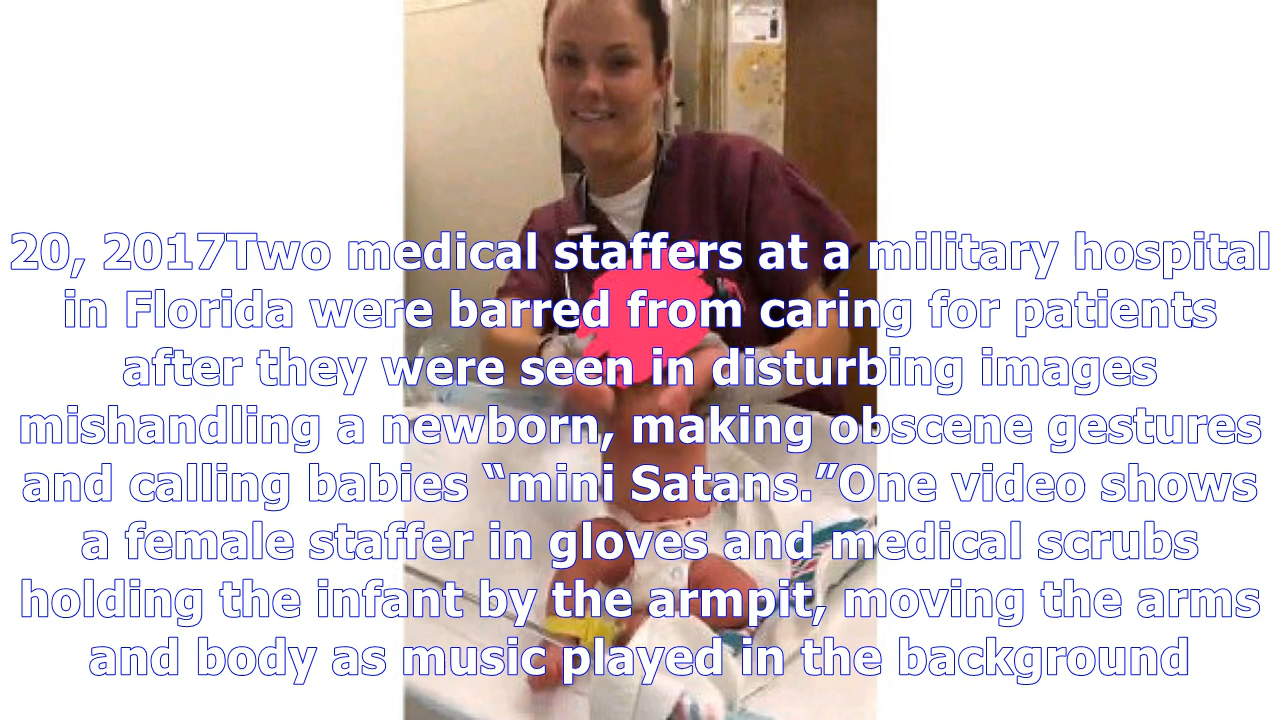 20, 2017Two medical staffers at a military hospital
in Florida were barred from caring for patients
after they were seen in disturbing images
mishandling a newborn, making obscene gestures
and calling babies “mini Satans.”One video shows
a female staffer in gloves and medical scrubs
holding the infant by the armpit, moving the arms
and body as music played in the background